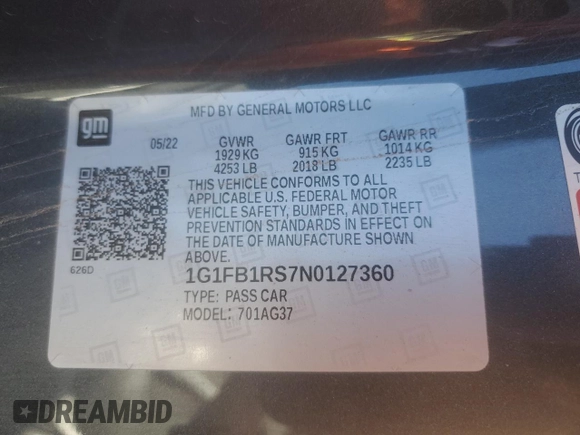 MFD BY GENERAL MOTORS LLC
gm
05/22 GVWR GAWR FRT GAWR RR
1929 KG 915 KG 1014 KG
4253 LB 2018 LB 2235 LB
THIS VEHICLE CONFORMS TO ALL
APPLICABLE U.S. FEDERAL MOTOR
VEHICLE SAFETY, BUMPER, AND THEFT
PREVENTION STANDARDS IN EFFECT ON
THE DATE OF MANUFACTURE SHOWN
ABOVE.
626D
1G1FB1RS7N0127360
TYPE: PASS CAR
MODEL: 701AG37
DREAMBID